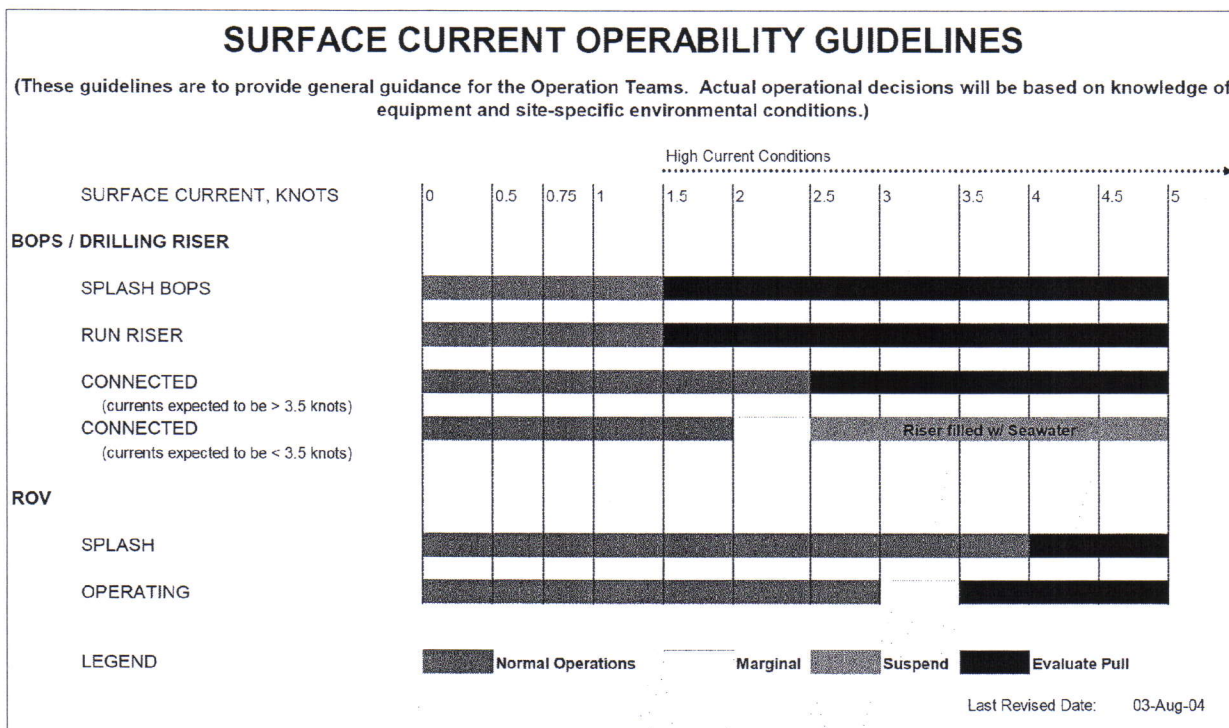 SURFACE CURRENT OPERABILITY GUIDELINES
(These guidelines are to provide general guidance for the Operation Teams. Actual operational decisions will be based on knowledge of
equipment and site-specific environmental conditions.)
High Current Conditions
SURFACE CURRENT, KNOTS 0 0.5 0.75 1 1.5 2 2.5 3 3.5 4 4.5 5
BOPS / DRILLING RISER
SPLASH BOPS
RUN RISER
CONNECTED
(currents expected to be > 3.5 knots)
CONNECTED Riser filled w/ Seawater
(currents expected to be < 3.5 knots)
ROV
SPLASH
OPERATING
LEGEND Normal Operations Marginal Suspend Evaluate Pull
Last Revised Date: 03-Aug-04